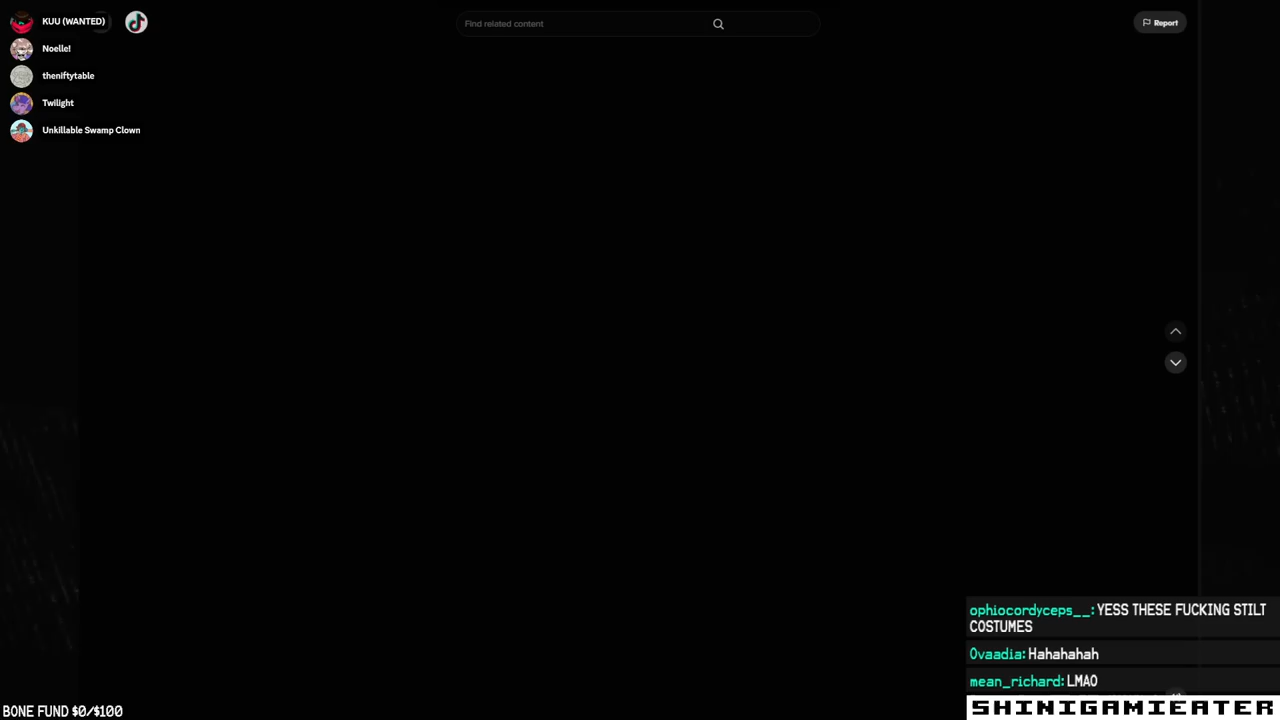 KUU (WANTED)
Find related content
Report
Noelle!
theniftytable
Twilight
Unkillable Swamp Clown
ophiocordyceps__: YESS THESE FUCKING STILT
COSTUMES
Ovaadia: Hahahahah
mean_richard: LMAO
SHINIGAMIEATER
BONE FUND $0/$100